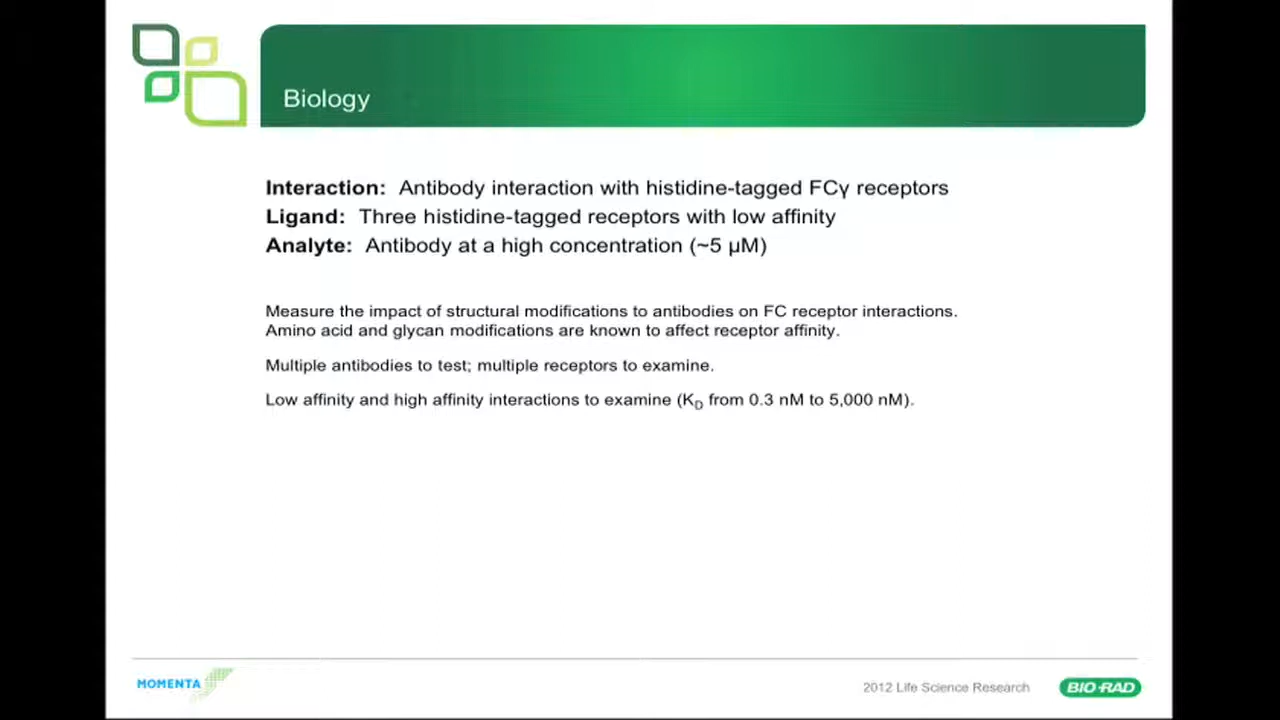 Biology
Interaction: Antibody interaction with histidine-tagged FCγ receptors
Ligand: Three histidine-tagged receptors with low affinity
Analyte: Antibody at a high concentration (~5 µM)
Measure the impact of structural modifications to antibodies on FC receptor interactions.
Amino acid and glycan modifications are known to affect receptor affinity.
Multiple antibodies to test; multiple receptors to examine.
Low affinity and high affinity interactions to examine (KD from 0.3 nM to 5,000 nM).
MOMENTA
2012 Life Science Research
BIO-RAD